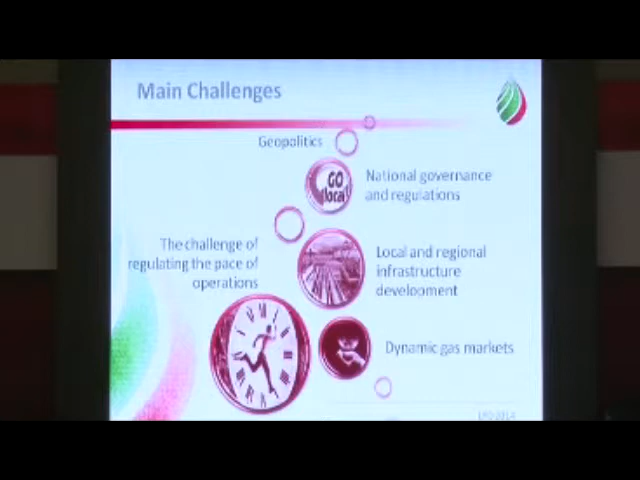 Main Challenges
Geopolitics
GO
local
National governance
and regulations
The challenge of
regulating the pace of
operations
Local and regional
infrastructure
development
Dynamic gas markets